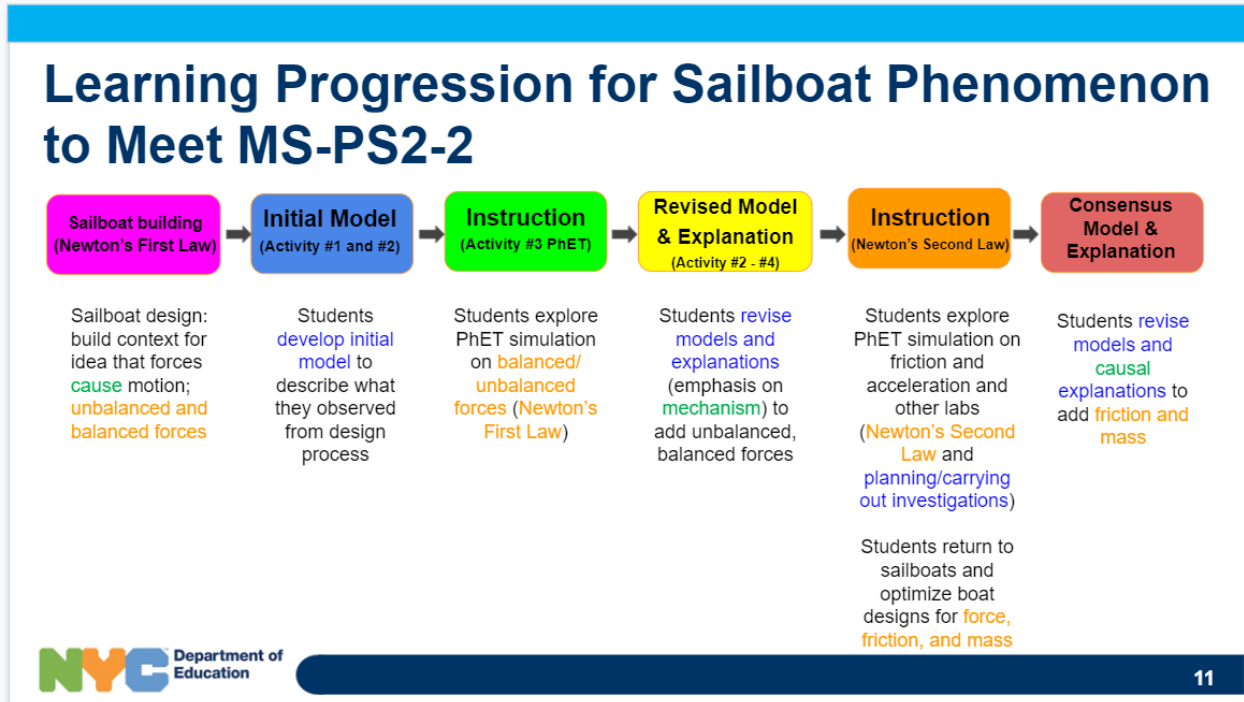 Learning Progression for Sailboat Phenomenon
to Meet MS-PS2-2
Sailboat building
(Newton's First Law)
Sailboat design:
build context for
idea that forces
cause motion;
unbalanced and
balanced forces
Initial Model
(Activity #1 and #2)
Students
develop initial
model to
describe what
they observed
from design
process
Instruction
(Activity #3 PhET)
Students explore
PhET simulation
on balanced/
unbalanced
forces (Newton's
First Law)
Revised Model
& Explanation
(Activity #2 - #4)
Students revise
models and
explanations
(emphasis on
mechanism) to
add unbalanced,
balanced forces
Instruction
(Newton's Second Law)
Students explore
PhET simulation on
friction and
acceleration and
other labs
(Newton's Second
Law and
planning/carrying
out investigations)
Students return to
sailboats and
optimize boat
designs for force,
friction, and mass
Consensus
Model &
Explanation
Students revise
models and
causal
explanations to
add friction and
mass
NYC Department of
Education
11